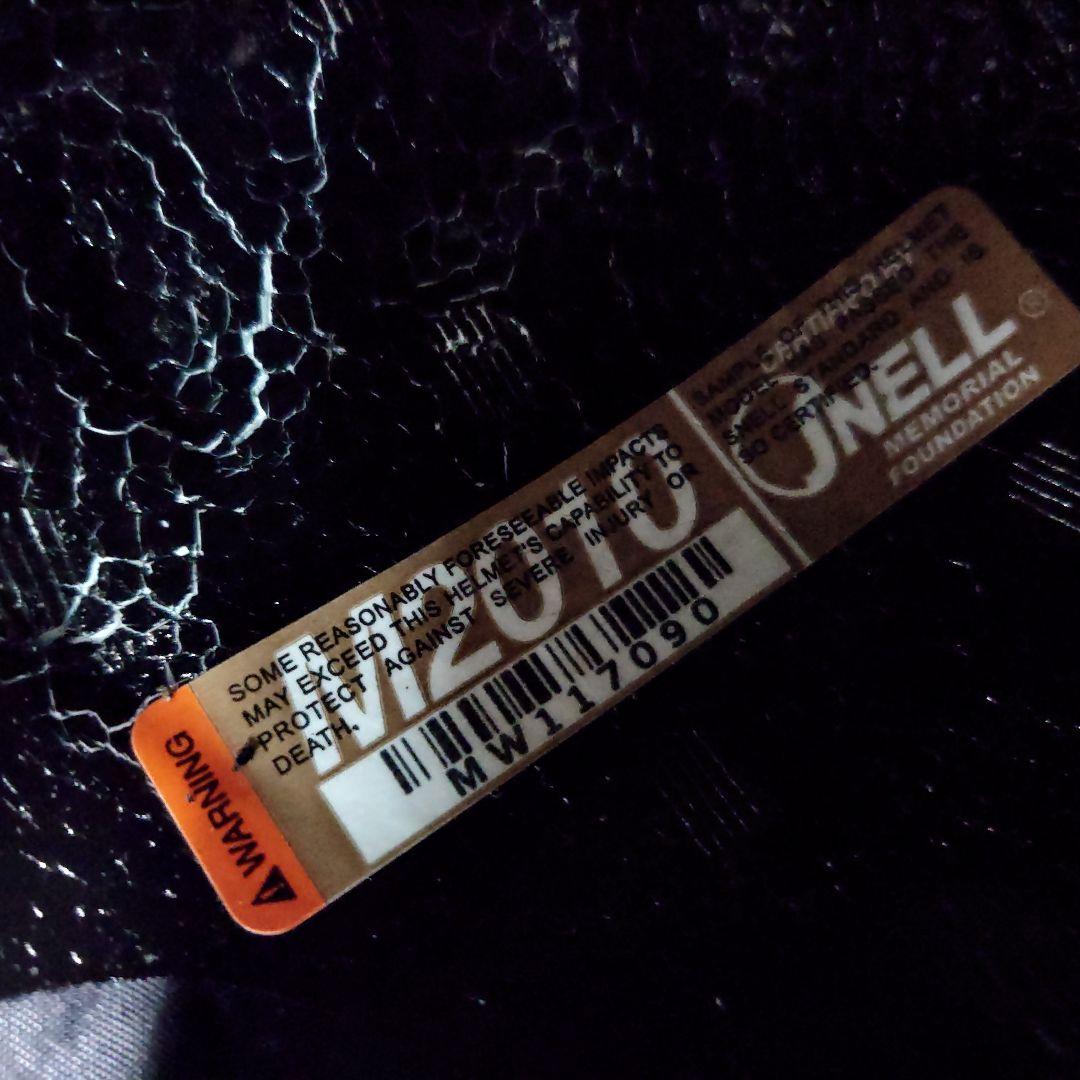 ⚠ WARNING
SOME REASONABLY FORESEEABLE IMPACTS
MAY EXCEED THIS HELMET'S CAPABILITY TO
PROTECT AGAINST SEVERE INJURY OR
DEATH.
M2010
MW117090
SAMPLE OF THIS HELMET
MODEL HAS PASSED THIS
SNELL STANDARD AND IS
SO CERTIFIED.
SNELL®
MEMORIAL
FOUNDATION